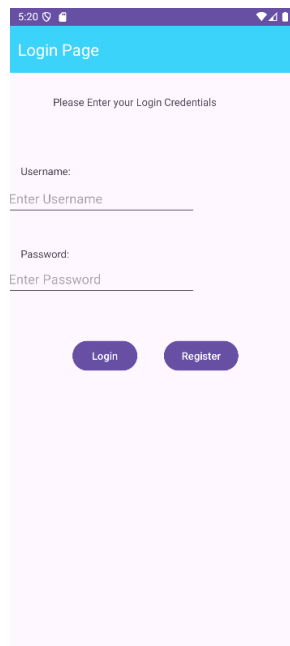 5:20
Login Page
Please Enter your Login Credentials
Username:
Enter Username
Password:
Enter Password
Login
Register